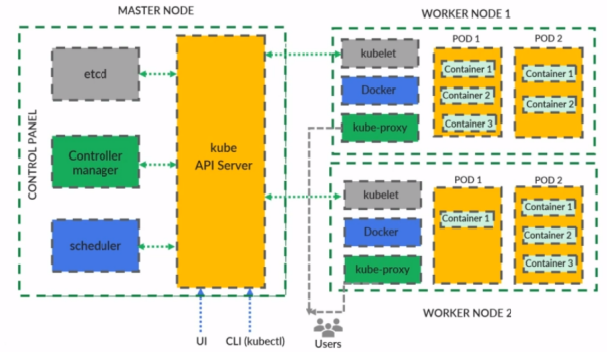 MASTER NODE
CONTROL PANEL
etcd
Controller
manager
scheduler
kube
API Server
UI
CLI (kubectl)
WORKER NODE 1
kubelet
Docker
kube-proxy
POD 1
Container 1
Container 2
Container 3
POD 2
Container 1
Container 2
kubelet
Docker
kube-proxy
POD 1
Container 1
POD 2
Container 1
Container 2
Container 3
WORKER NODE 2
Users